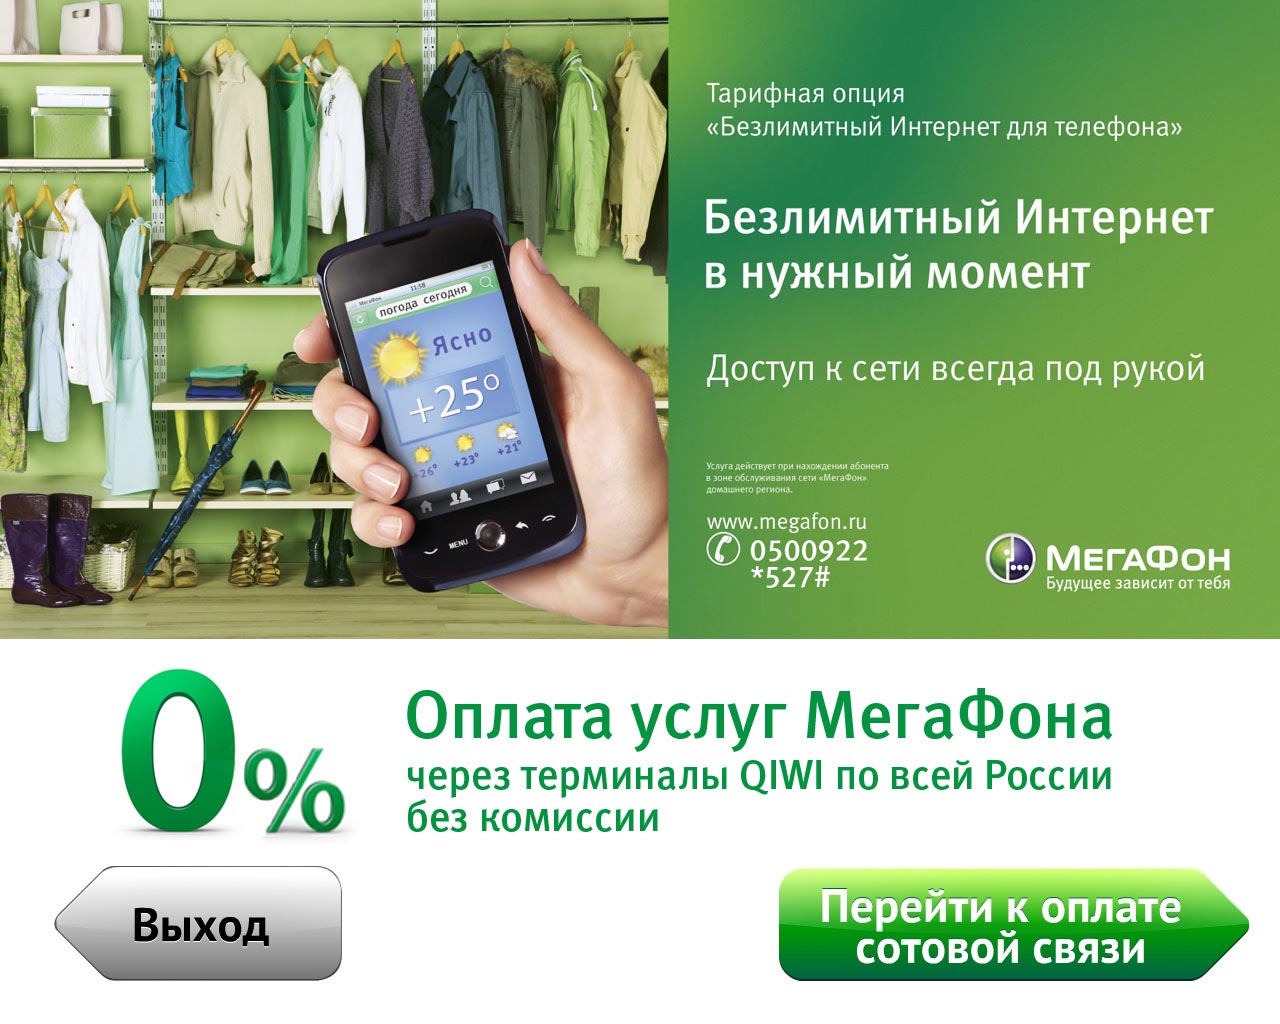 Тарифная опция
«Безлимитный Интернет для телефона»
Безлимитный Интернет
в нужный момент
Доступ к сети всегда под рукой
МегаФон 11:58
погода сегодня
Ясно
+25°
+26° +23° +21°
MENU
Услуга действует при нахождении абонента
в зоне обслуживания сети «МегаФон»
домашнего региона.
www.megafon.ru
0500922
*527#
МЕГАФОН
Будущее зависит от тебя
0%
Оплата услуг МегаФона
через терминалы QIWI по всей России
без комиссии
Выход
Перейти к оплате
сотовой связи